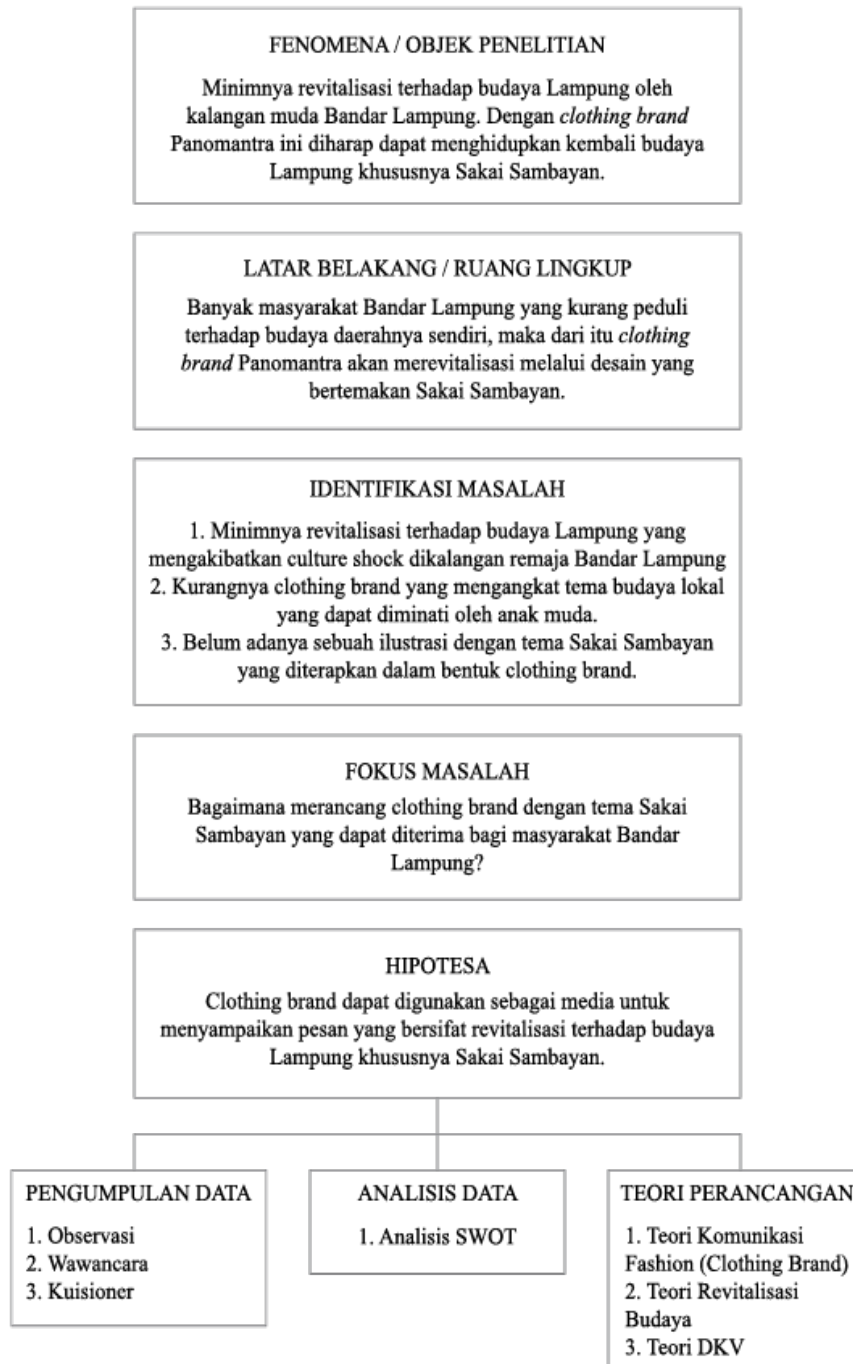 FENOMENA / OBJEK PENELITIAN
Minimnya revitalisasi terhadap budaya Lampung oleh
kalangan muda Bandar Lampung. Dengan clothing brand
Panomantra ini diharap dapat menghidupkan kembali budaya
Lampung khususnya Sakai Sambayan.
LATAR BELAKANG / RUANG LINGKUP
Banyak masyarakat Bandar Lampung yang kurang peduli
terhadap budaya daerahnya sendiri, maka dari itu clothing
brand Panomantra akan merevitalisasi melalui desain yang
bertemakan Sakai Sambayan.
IDENTIFIKASI MASALAH
1. Minimnya revitalisasi terhadap budaya Lampung yang
mengakibatkan culture shock dikalangan remaja Bandar Lampung
2. Kurangnya clothing brand yang mengangkat tema budaya lokal
yang dapat diminati oleh anak muda.
3. Belum adanya sebuah ilustrasi dengan tema Sakai Sambayan
yang diterapkan dalam bentuk clothing brand.
FOKUS MASALAH
Bagaimana merancang clothing brand dengan tema Sakai
Sambayan yang dapat diterima bagi masyarakat Bandar
Lampung?
HIPOTESA
Clothing brand dapat digunakan sebagai media untuk
menyampaikan pesan yang bersifat revitalisasi terhadap budaya
Lampung khususnya Sakai Sambayan.
PENGUMPULAN DATA
1. Observasi
2. Wawancara
3. Kuisioner
ANALISIS DATA
1. Analisis SWOT
TEORI PERANCANGAN
1. Teori Komunikasi
Fashion (Clothing Brand)
2. Teori Revitalisasi
Budaya
3. Teori DKV